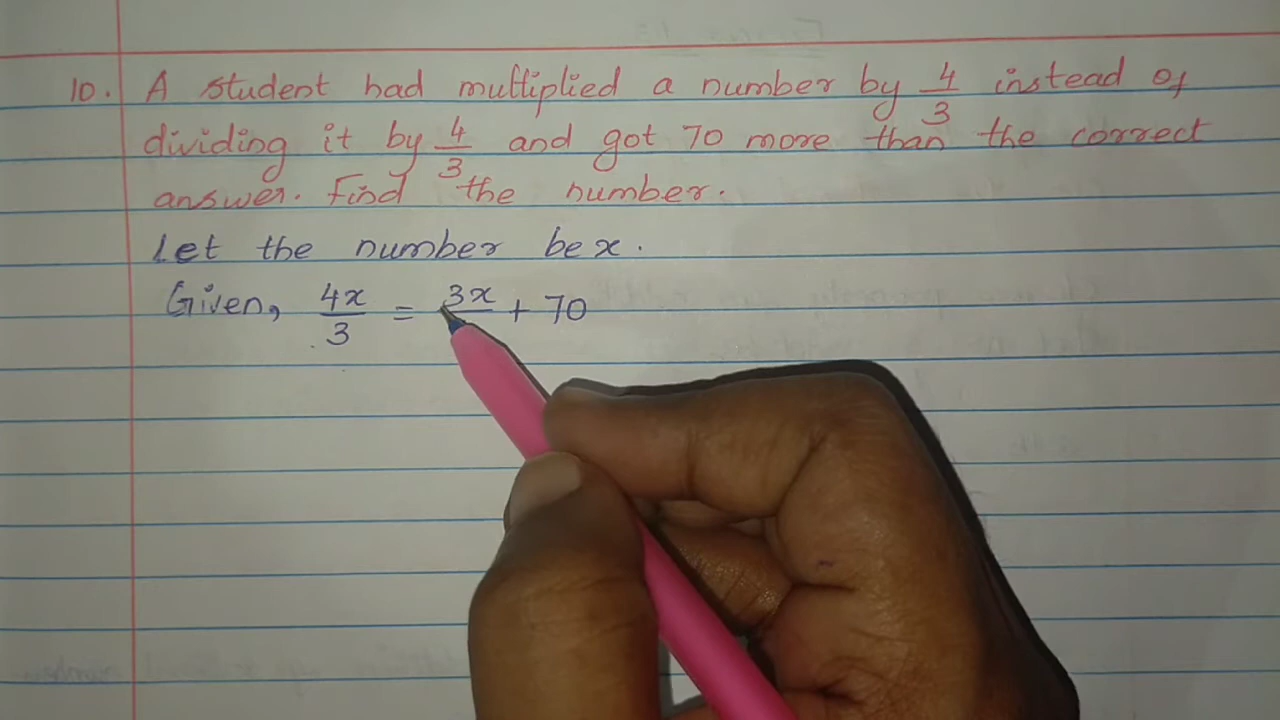 10. A student had multiplied a number by 4/3 instead of
dividing it by 4/3 and got 70 more than the correct
answer. Find the number.
Let the number be x.
Given, 4x/3 = 3x/ + 70